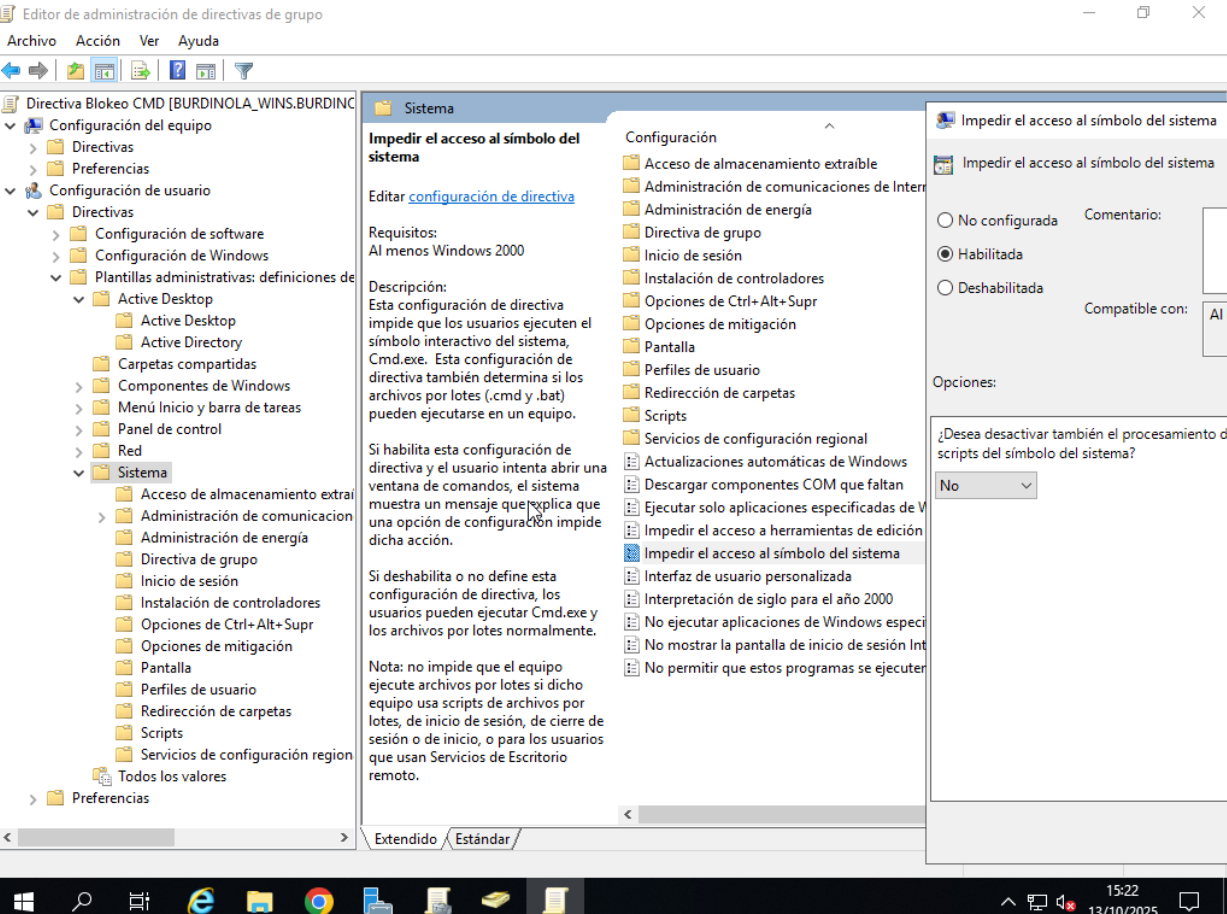 Editor de administración de directivas de grupo
Archivo Acción Ver Ayuda
Directiva Blokeo CMD [BURDINOLA_WINS.BURDINC
Configuración del equipo
Directivas
Preferencias
Configuración de usuario
Directivas
Configuración de software
Configuración de Windows
Plantillas administrativas: definiciones de
Active Desktop
Active Desktop
Active Directory
Carpetas compartidas
Componentes de Windows
Menú Inicio y barra de tareas
Panel de control
Red
Sistema
Acceso de almacenamiento extraí
Administración de comunicacion
Administración de energía
Directiva de grupo
Inicio de sesión
Instalación de controladores
Opciones de Ctrl+Alt+Supr
Opciones de mitigación
Pantalla
Perfiles de usuario
Redirección de carpetas
Scripts
Servicios de configuración region
Todos los valores
Preferencias
Sistema
Impedir el acceso al símbolo del
sistema
Editar configuración de directiva
Requisitos:
Al menos Windows 2000
Descripción:
Esta configuración de directiva
impide que los usuarios ejecuten el
símbolo interactivo del sistema,
Cmd.exe. Esta configuración de
directiva también determina si los
archivos por lotes (.cmd y .bat)
pueden ejecutarse en un equipo.
Si habilita esta configuración de
directiva y el usuario intenta abrir una
ventana de comandos, el sistema
muestra un mensaje que explica que
una opción de configuración impide
dicha acción.
Si deshabilita o no define esta
configuración de directiva, los
usuarios pueden ejecutar Cmd.exe y
los archivos por lotes normalmente.
Nota: no impide que el equipo
ejecute archivos por lotes si dicho
equipo usa scripts de archivos por
lotes, de inicio de sesión, de cierre de
sesión o de inicio, o para los usuarios
que usan Servicios de Escritorio
remoto.
Configuración
Acceso de almacenamiento extraíble
Administración de comunicaciones de Interr
Administración de energía
Directiva de grupo
Inicio de sesión
Instalación de controladores
Opciones de Ctrl+Alt+Supr
Opciones de mitigación
Pantalla
Perfiles de usuario
Redirección de carpetas
Scripts
Servicios de configuración regional
Actualizaciones automáticas de Windows
Descargar componentes COM que faltan
Ejecutar solo aplicaciones especificadas de W
Impedir el acceso a herramientas de edición
Impedir el acceso al símbolo del sistema
Interfaz de usuario personalizada
Interpretación de siglo para el año 2000
No ejecutar aplicaciones de Windows especi
No mostrar la pantalla de inicio de sesión Int
No permitir que estos programas se ejecuter
Extendido
Estándar
Impedir el acceso al símbolo del sistema
Impedir el acceso al símbolo del sistema
No configurada
Comentario:
Habilitada
Deshabilitada
Compatible con:
Al
Opciones:
¿Desea desactivar también el procesamiento d
scripts del símbolo del sistema?
No
15:22
13/10/2025